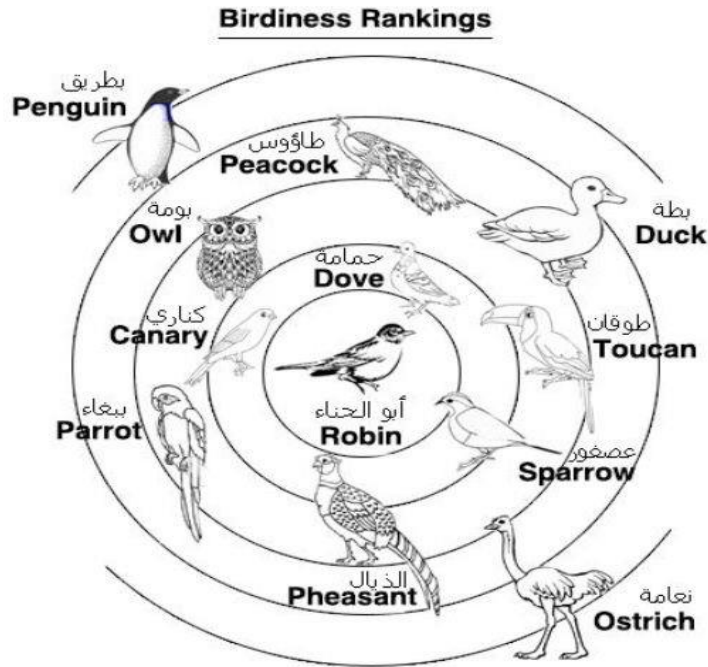 Birdiness Rankings
بطريق
Penguin
طاؤوس
Peacock
بومة
Owl
بطة
Duck
حمامة
Dove
كناري
Canary
طوقان
Toucan
ببغاء
Parrot
أبو الحناء
Robin
عصفور
Sparrow
الذيال
Pheasant
نعامة
Ostrich